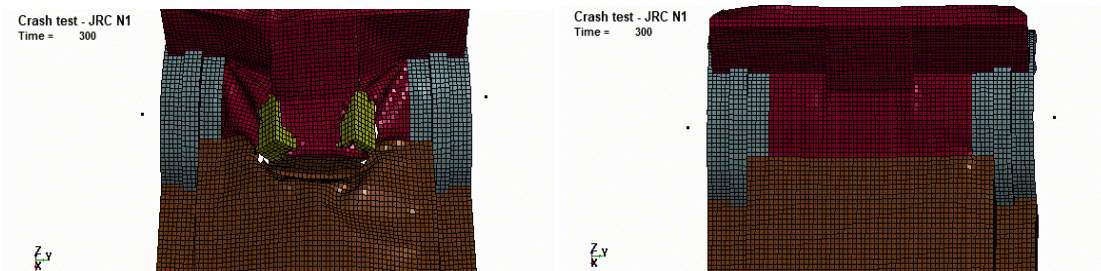 Crash test - JRC N1
Time = 300
Z
Y
X
Crash test - JRC N1
Time = 300
Z
Y
X